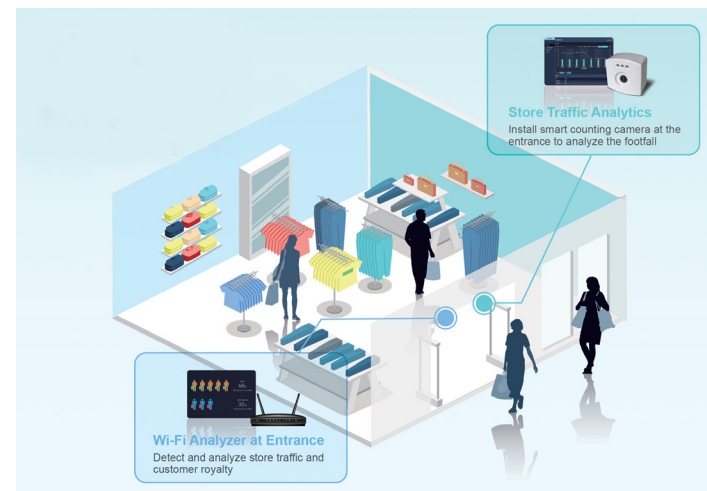 Store Traffic Analytics
Install smart counting camera at the
entrance to analyze the footfall
Wi-Fi Analyzer at Entrance
Detect and analyze store traffic and
customer royalty